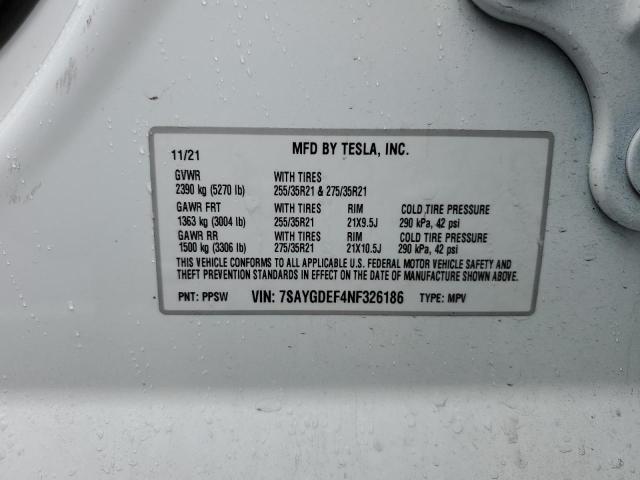 11/21 MFD BY TESLA, INC.
GVWR WITH TIRES
2390 kg (5270 lb) 255/35R21 & 275/35R21
GAWR FRT WITH TIRES RIM COLD TIRE PRESSURE
1363 kg (3004 lb) 255/35R21 21X9.5J 290 kPa, 42 psi
GAWR RR WITH TIRES RIM COLD TIRE PRESSURE
1500 kg (3306 lb) 275/35R21 21X10.5J 290 kPa, 42 psi
THIS VEHICLE CONFORMS TO ALL APPLICABLE U.S. FEDERAL MOTOR VEHICLE SAFETY AND
THEFT PREVENTION STANDARDS IN EFFECT ON THE DATE OF MANUFACTURE SHOWN ABOVE.
PNT: PPSW VIN: 7SAYGDEF4NF326186 TYPE: MPV